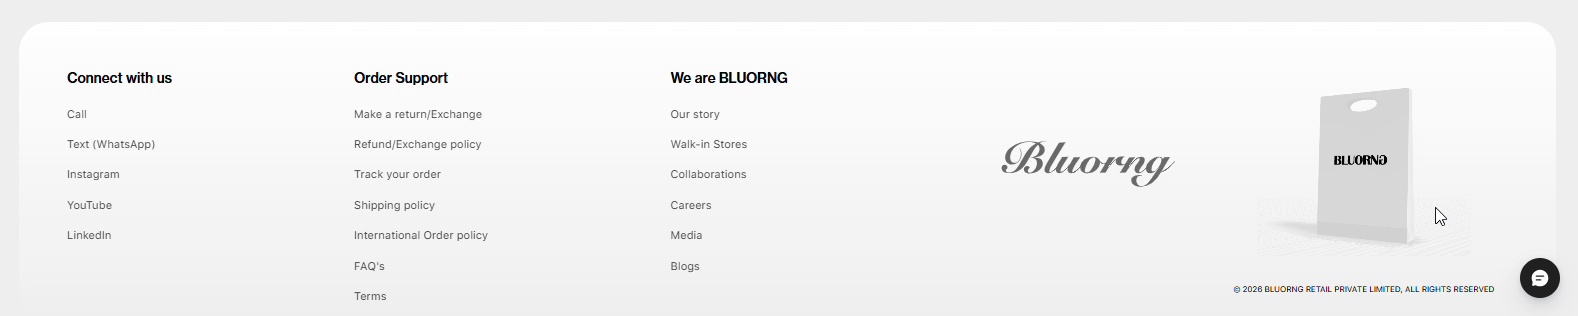 Connect with us
Call
Text (WhatsApp)
Instagram
YouTube
LinkedIn
Order Support
Make a return/Exchange
Refund/Exchange policy
Track your order
Shipping policy
International Order policy
FAQ's
Terms
We are BLUORNG
Our story
Walk-in Stores
Collaborations
Careers
Media
Blogs
Bluorng
BLUORNG
© 2026 BLUORNG RETAIL PRIVATE LIMITED, ALL RIGHTS RESERVED